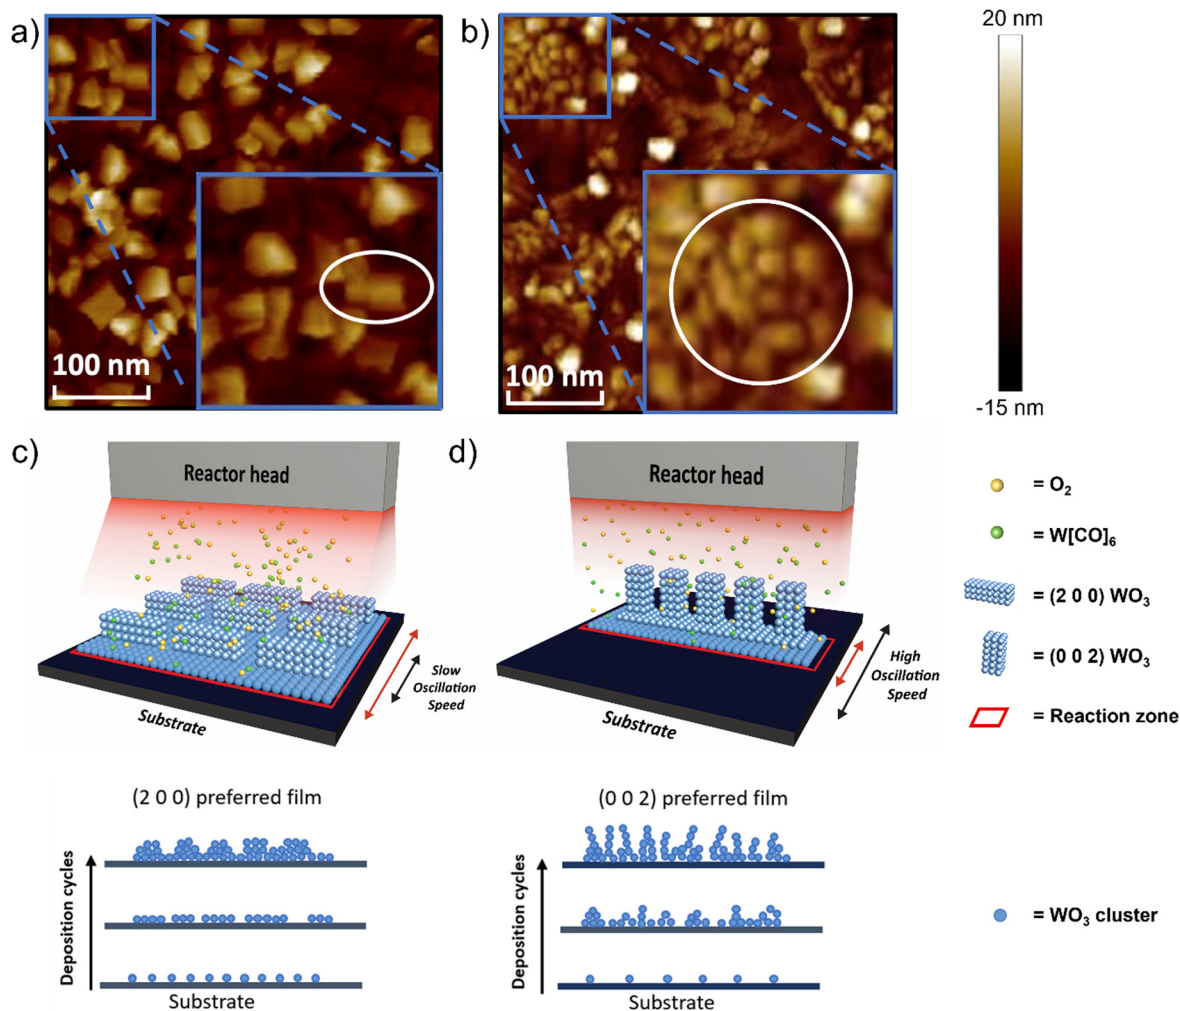 a)
b)
20 nm
100 nm
100 nm
-15 nm
c)
d)
Reactor head
Reactor head
= O2
= W[CO]6
= (2 0 0) WO3
= (0 0 2) WO3
= Reaction zone
Slow
Oscillation
Speed
High
Oscillation
Speed
Substrate
Substrate
(2 0 0) preferred film
(0 0 2) preferred film
Deposition cycles
Deposition cycles
= WO3 cluster
Substrate
Substrate